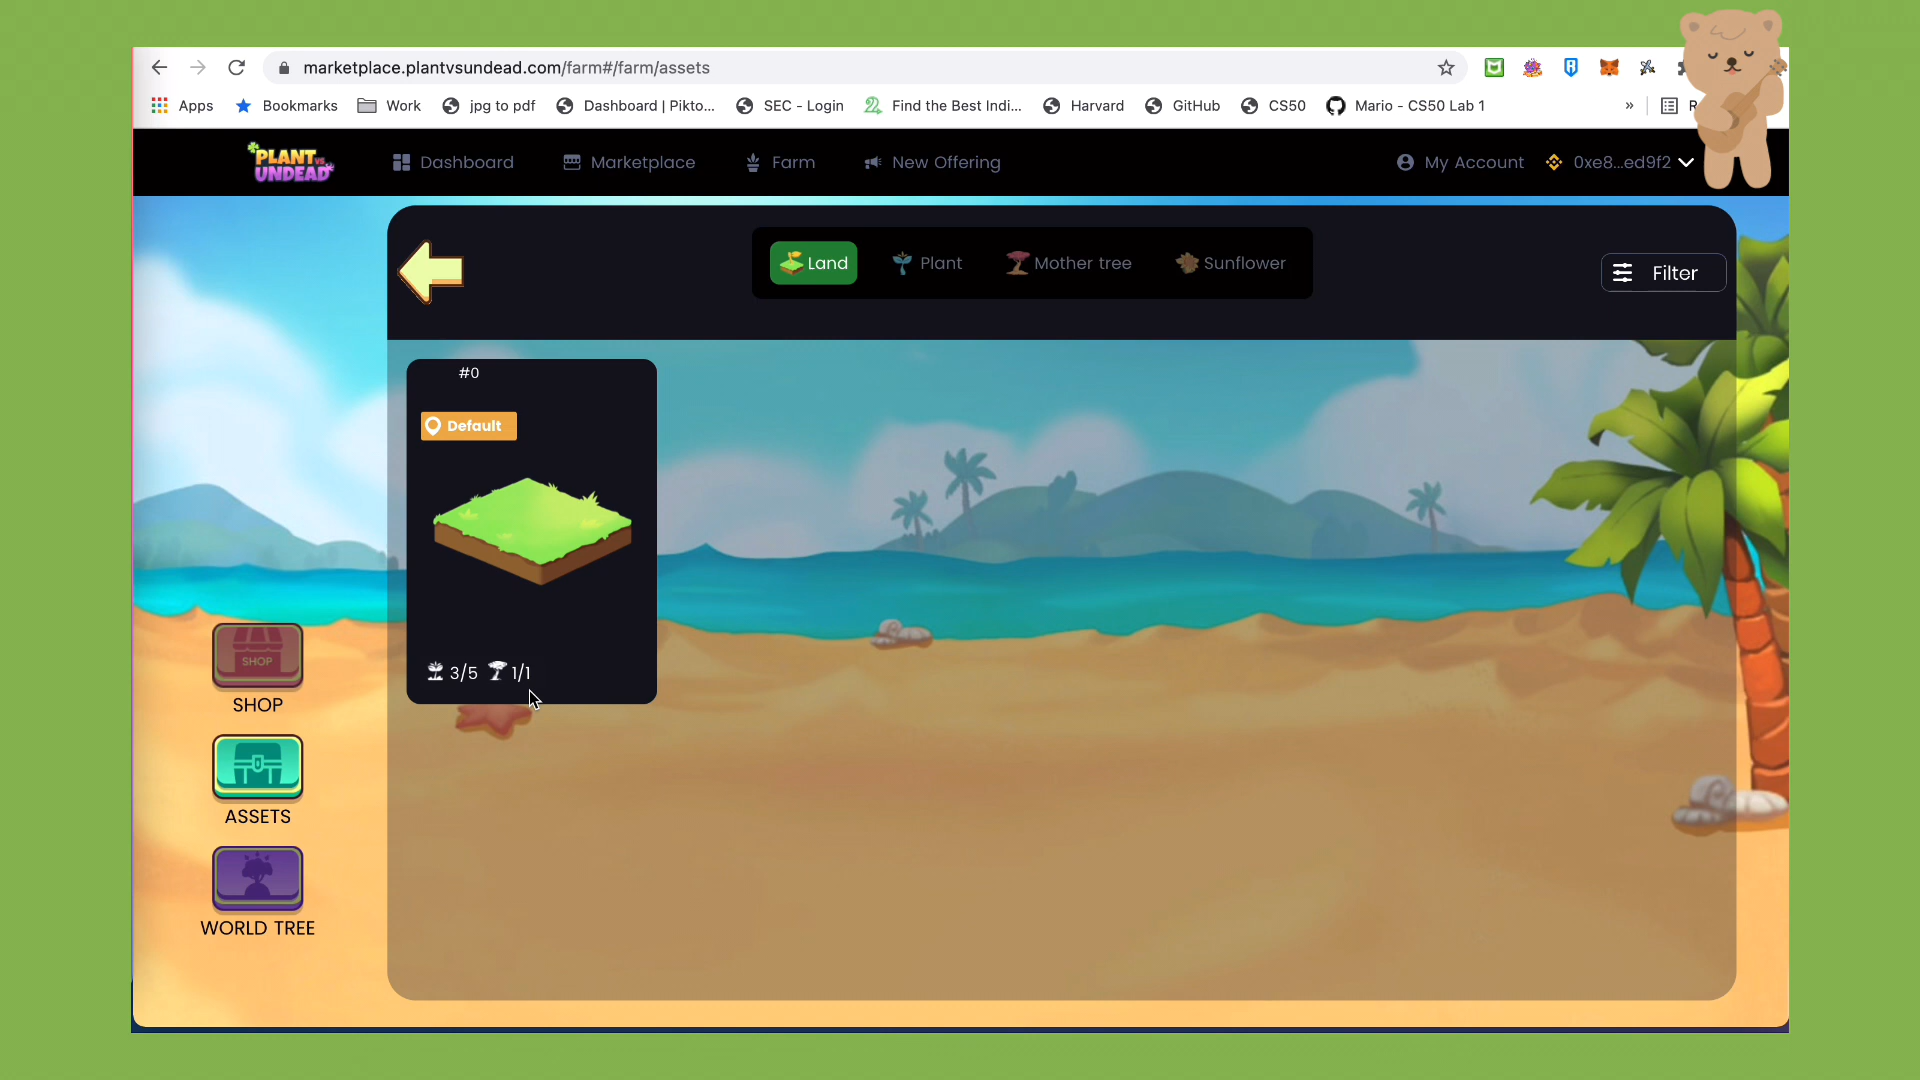 marketplace.plantvsundead.com/farm#/farm/assets
Apps Bookmarks Work jpg to pdf Dashboard | Pikto... SEC - Login Find the Best Indi... Harvard GitHub CS50 Mario - CS50 Lab 1 »
PLANT VS UNDEAD Dashboard Marketplace Farm New Offering My Account 0xe8...ed9f2
Land Plant Mother tree Sunflower
Filter
#0
Default
3/5 1/1
SHOP
SHOP
ASSETS
WORLD TREE